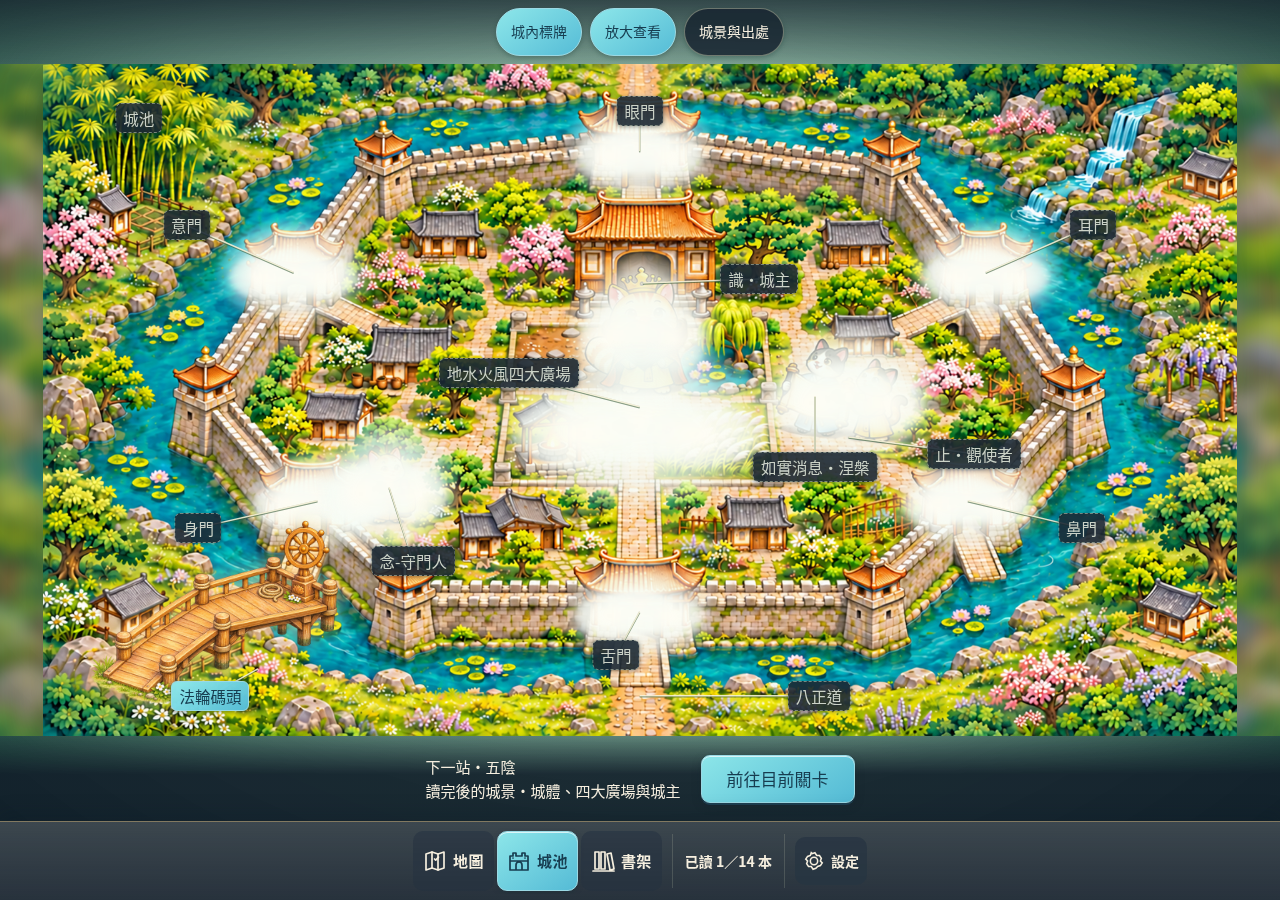 城內標牌
放大查看
城景與出處
眼門
城池
意門
耳門
識・城主
地水火風四大廣場
止・觀使者
如實消息・涅槃
身門
鼻門
念-守門人
舌門
法輪碼頭
八正道
下一站・五陰
讀完後的城景・城體、四大廣場與城主
前往目前關卡
地圖
城池
書架
已讀 1／14 本
設定